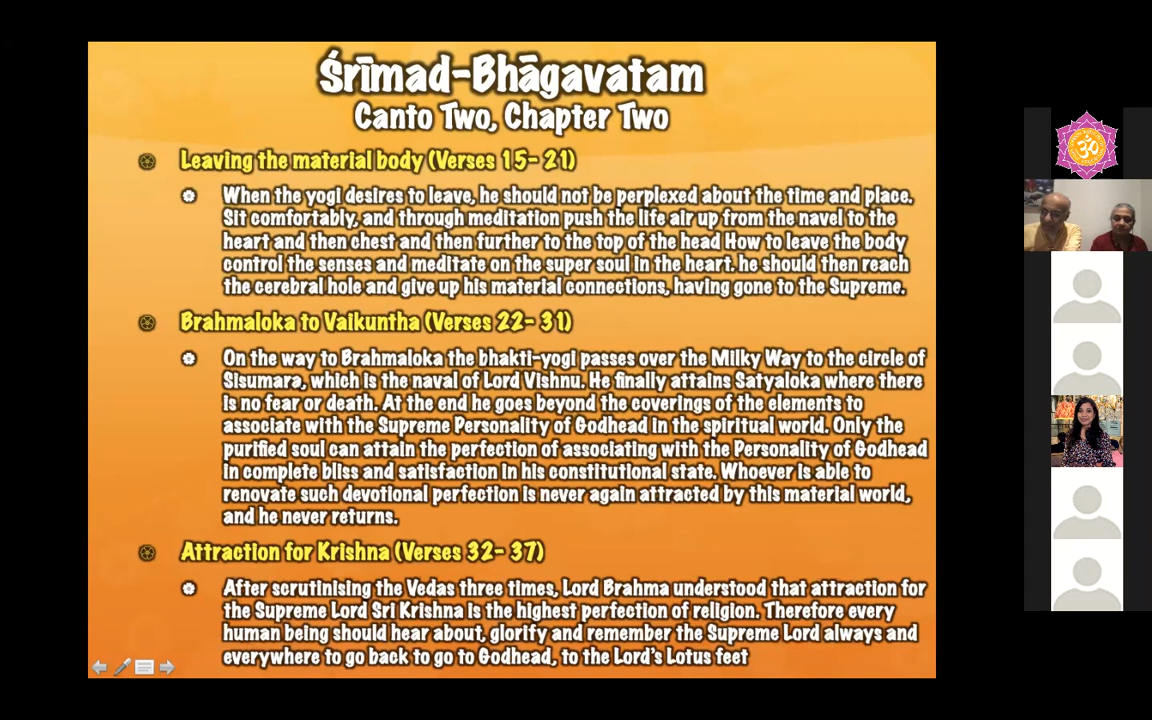 Śrīmad-Bhāgavatam
Canto Two, Chapter Two
Leaving the material body (Verses 15- 21)
When the yogi desires to leave, he should not be perplexed about the time and place.
Sit comfortably, and through meditation push the life air up from the navel to the
heart and then chest and then further to the top of the head How to leave the body
control the senses and meditate on the super soul in the heart. he should then reach
the cerebral hole and give up his material connections, having gone to the Supreme.
Brahmaloka to Vaikuntha (Verses 22- 31)
On the way to Brahmaloka the bhakti-yogi passes over the Milky Way to the circle of
Sisumara, which is the naval of Lord Vishnu. He finally attains Satyaloka where there
is no fear or death. At the end he goes beyond the coverings of the elements to
associate with the Supreme Personality of Godhead in the spiritual world. Only the
purified soul can attain the perfection of associating with the Personality of Godhead
in complete bliss and satisfaction in his constitutional state. Whoever is able to
renovate such devotional perfection is never again attracted by this material world,
and he never returns.
Attraction for Krishna (Verses 32- 37)
After scrutinising the Vedas three times, Lord Brahma understood that attraction for
the Supreme Lord Sri Krishna is the highest perfection of religion. Therefore every
human being should hear about, glorify and remember the Supreme Lord always and
everywhere to go back to go to Godhead, to the Lord's Lotus feet
ॐ